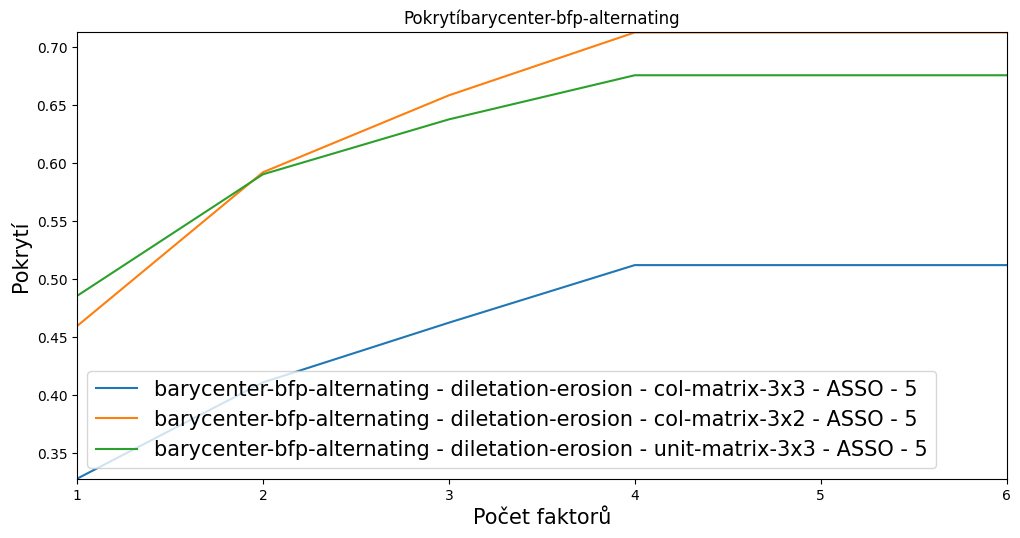 Pokrytíbarycenter-bfp-alternating
0.70
0.65
0.60
0.55
0.50
0.45
0.40
0.35
Pokrytí
barycenter-bfp-alternating - diletation-erosion - col-matrix-3x3 - ASSO - 5
barycenter-bfp-alternating - diletation-erosion - col-matrix-3x2 - ASSO - 5
barycenter-bfp-alternating - diletation-erosion - unit-matrix-3x3 - ASSO - 5
1 2 3 4 5 6
Počet faktorů